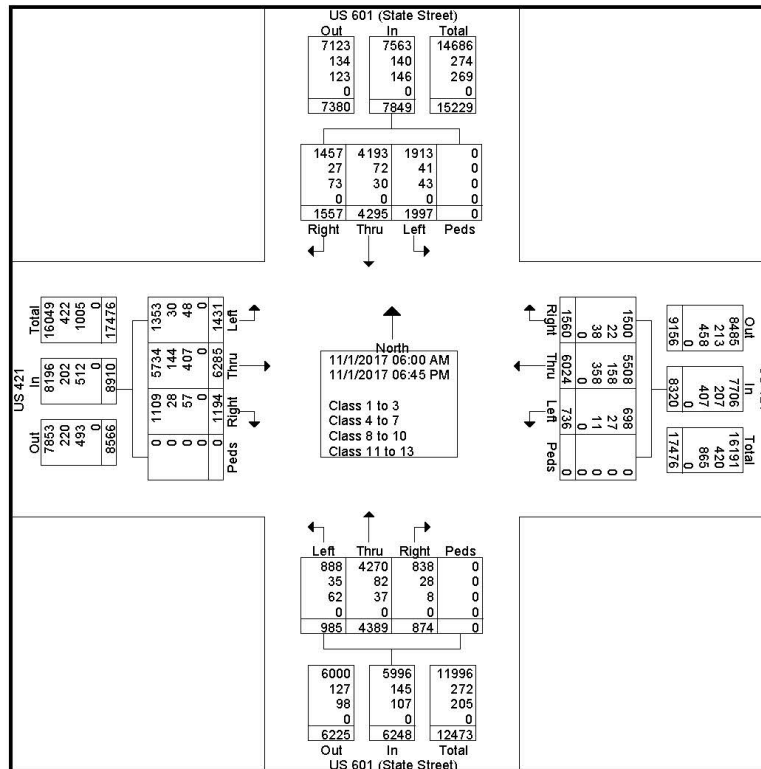 US 601 (State Street)
Out In Total
7123 7563 14686
134 140 274
123 146 269
0 0 0
7380 7849 15229
1457 4193 1913 0
27 72 41 0
73 30 43 0
0 0 0 0
1557 4295 1997 0
Right Thru Left Peds
US 421
Total
16049
422
1005
0
17476
In
8196
202
512
0
8910
Out
7853
220
493
0
8566
Left
1353
30
48
0
1431
Thru
5734
144
407
0
6285
Right
1109
28
57
0
1194
Peds
0
0
0
0
0
North
11/1/2017 06:00 AM
11/1/2017 06:45 PM
Class 1 to 3
Class 4 to 7
Class 8 to 10
Class 11 to 13
Right
1500
22
38
0
1560
Thru
5508
158
358
0
6024
Left
698
27
11
0
736
Peds
0
0
0
0
0
Out
8485
213
458
0
9156
In
7706
207
407
0
8320
Total
16191
420
865
0
17476
Left Thru Right Peds
888 4270 838 0
35 82 28 0
62 37 8 0
0 0 0 0
985 4389 874 0
6000 5996 11996
127 145 272
98 107 205
0 0 0
6225 6248 12473
Out In Total
US 601 (State Street)